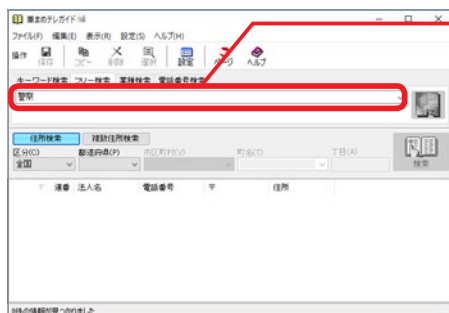 筆まめテレガイド
ファイル(F) 編集(E) 表示(R) 設定(S) ヘルプ(H)
操作 保存 コピー 削除 選択 設定 ページ ヘルプ
キーワード検索 フリー検索 業種検索 電話番号検索
警察
住所検索 複数住所検索
区分(C) 都道府県(P) 市区町村(V) 町名(T) 丁目(A)
全国 検索
連番 法人名 電話番号 〒 住所
件の情報が見つかりました